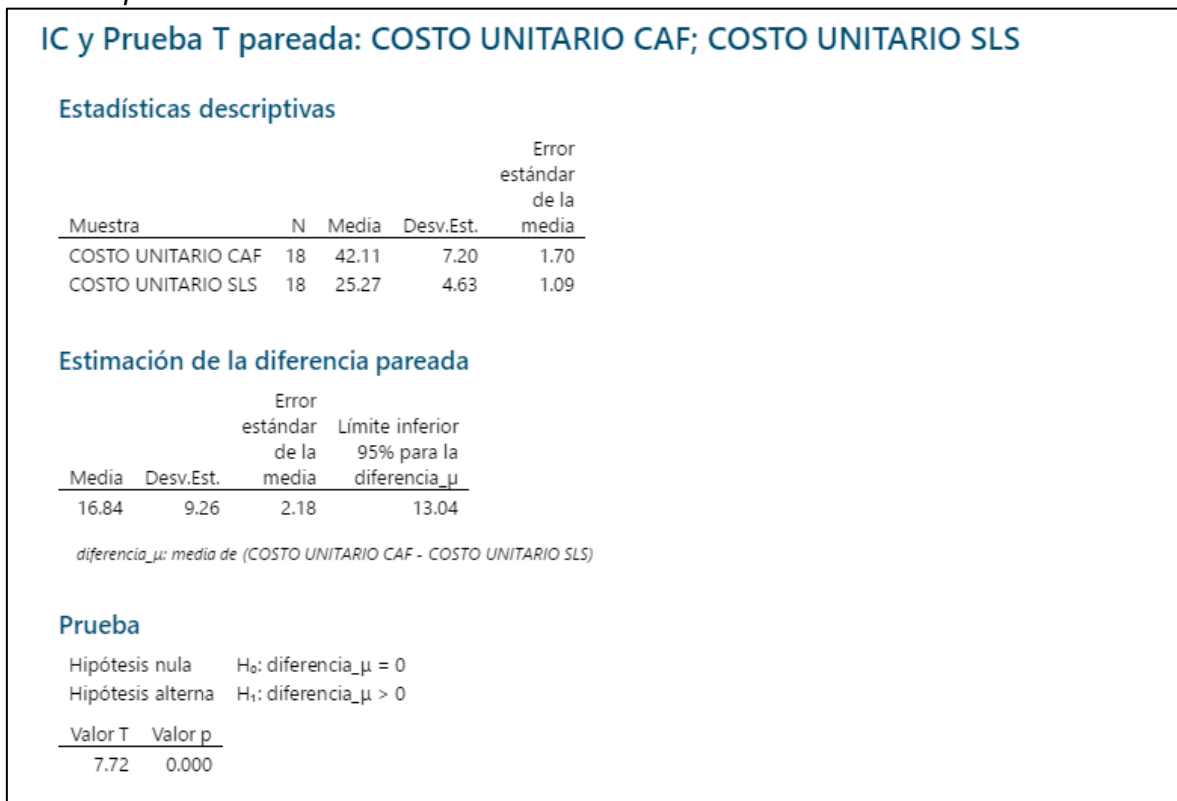 IC y Prueba T pareada: COSTO UNITARIO CAF; COSTO UNITARIO SLS
Estadísticas descriptivas
Error
estándar
de la
Muestra N Media Desv.Est. media
COSTO UNITARIO CAF 18 42.11 7.20 1.70
COSTO UNITARIO SLS 18 25.27 4.63 1.09
Estimación de la diferencia pareada
Error
estándar Límite inferior
de la 95% para la
Media Desv.Est. media diferencia_μ
16.84 9.26 2.18 13.04
diferencia_μ: media de (COSTO UNITARIO CAF - COSTO UNITARIO SLS)
Prueba
Hipótesis nula H₀: diferencia_μ = 0
Hipótesis alterna H₁: diferencia_μ > 0
Valor T Valor p
7.72 0.000